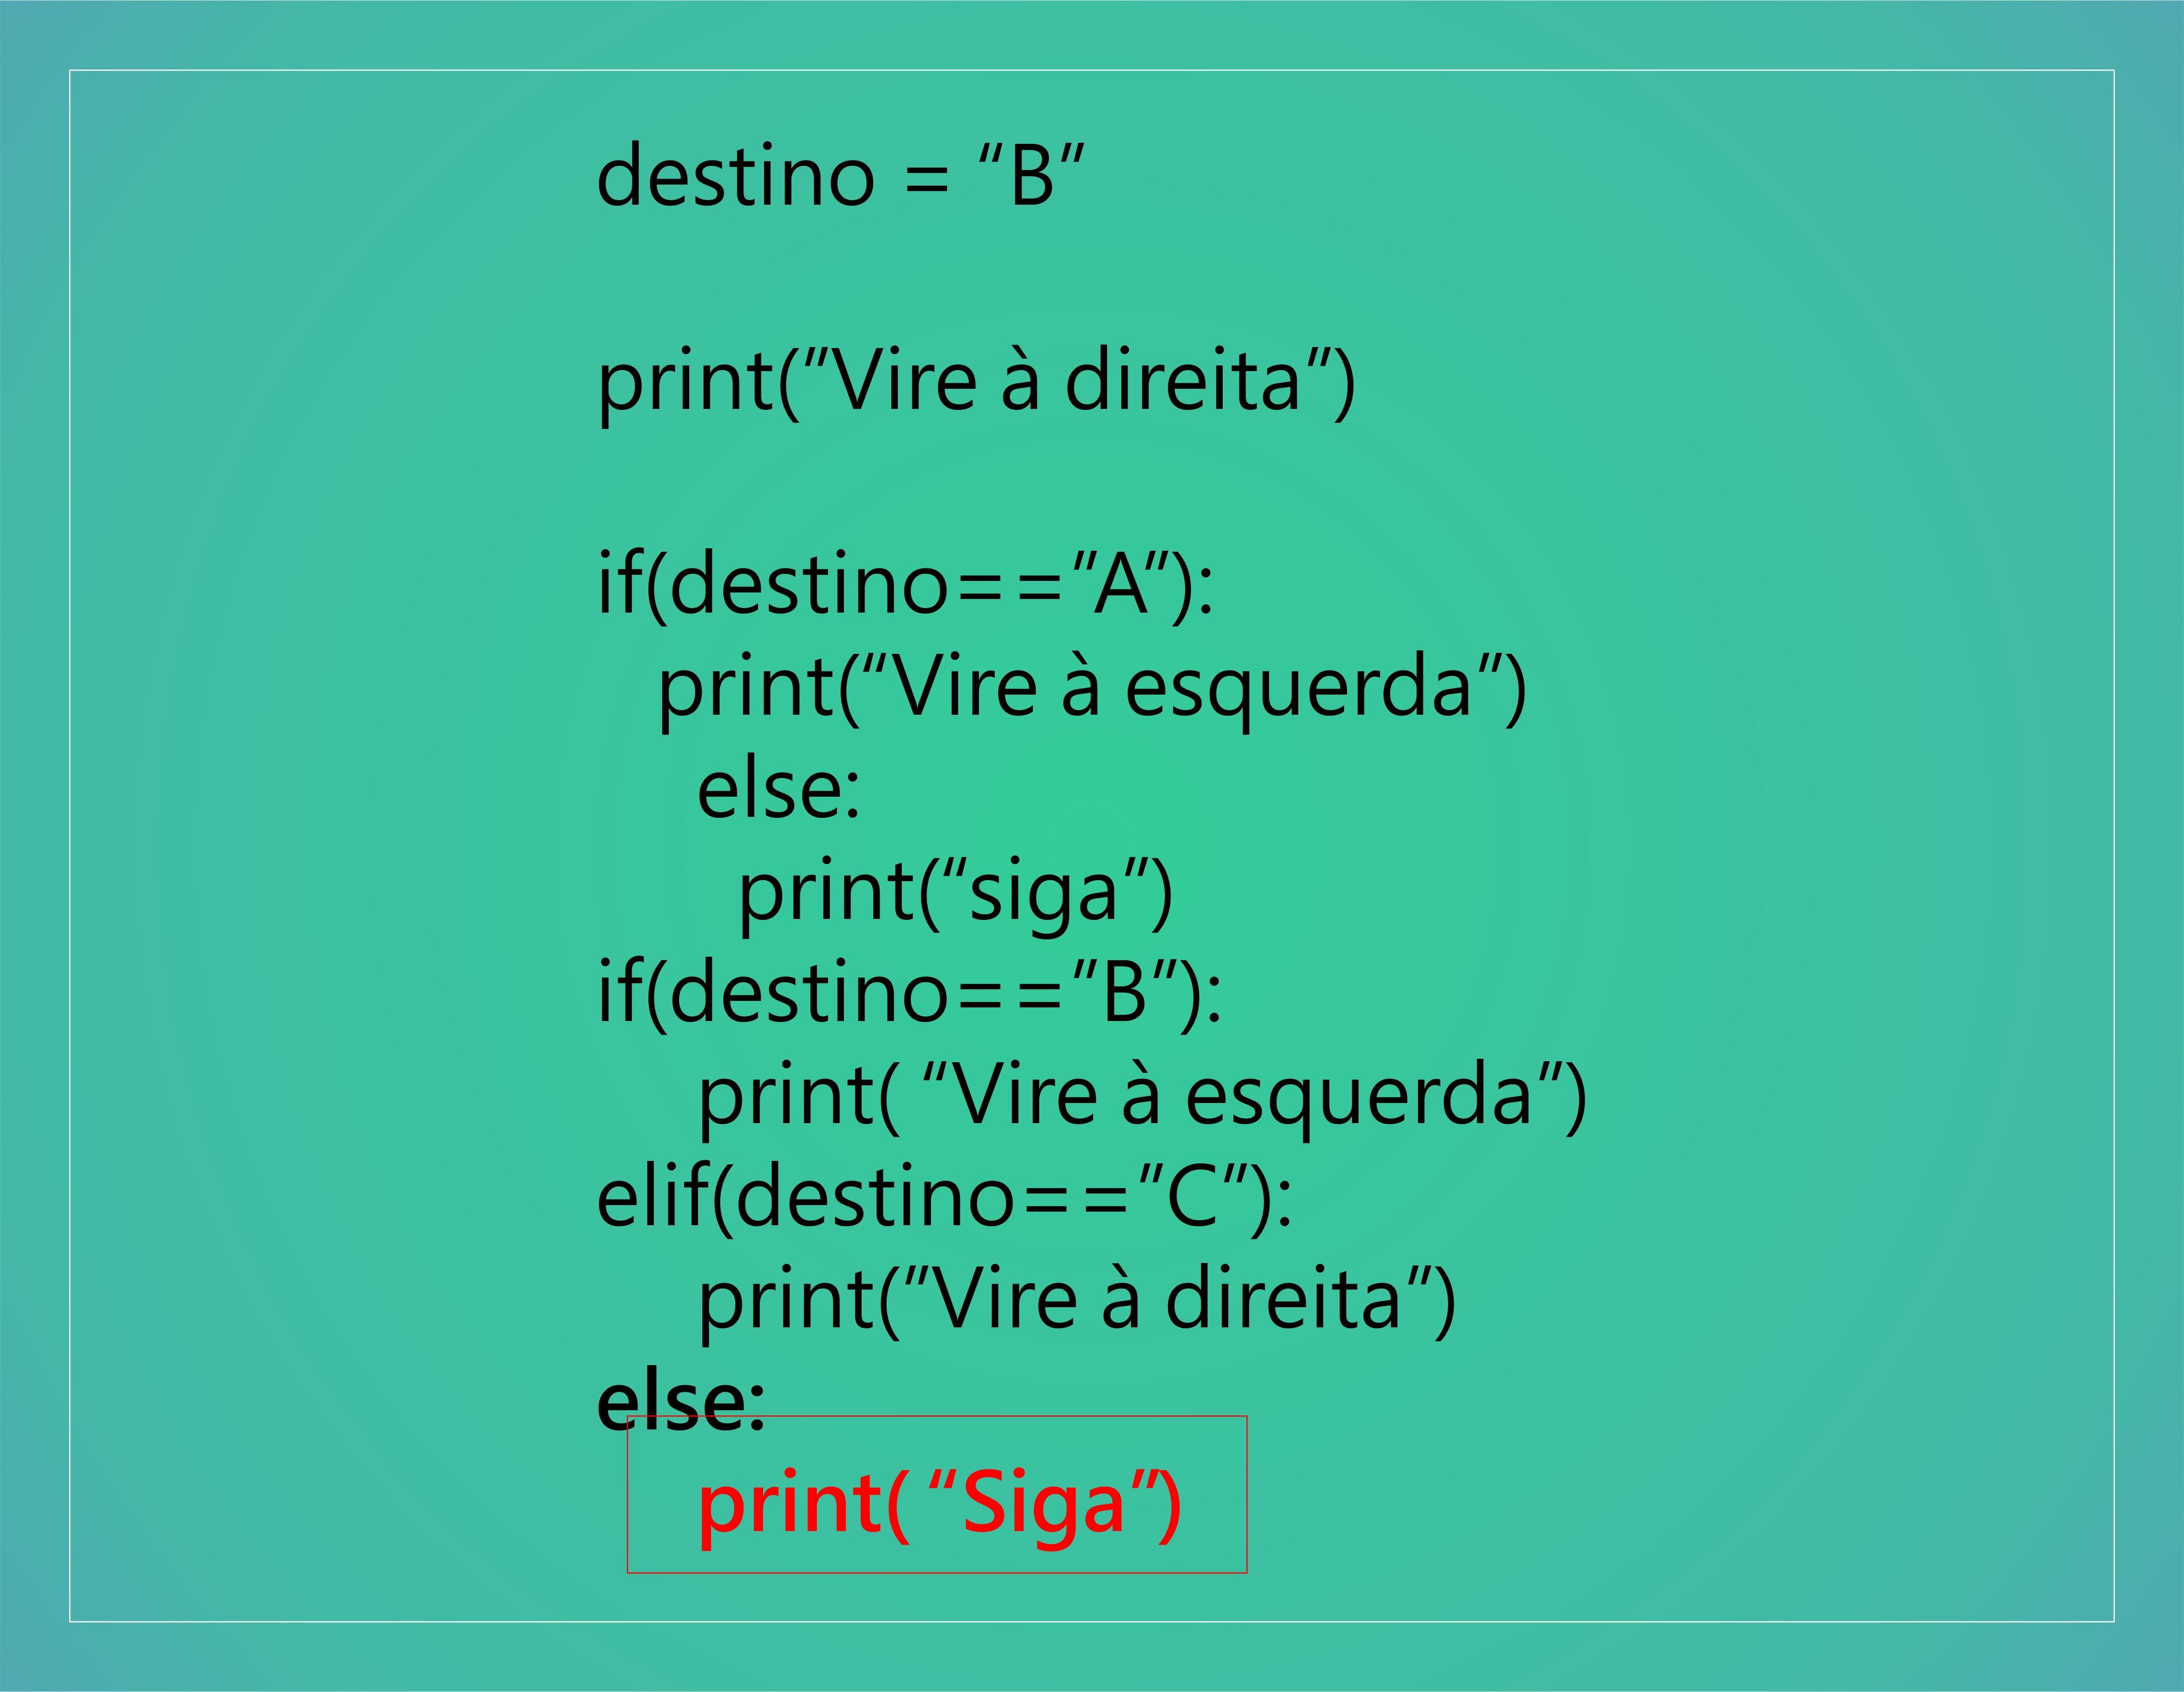 destino = “B”
print(“Vire à direita”)
if(destino==“A”):
print(“Vire à esquerda”)
else:
print(“siga”)
if(destino==“B”):
print( “Vire à esquerda”)
elif(destino==“C”):
print(“Vire à direita”)
else:
print( “Siga”)